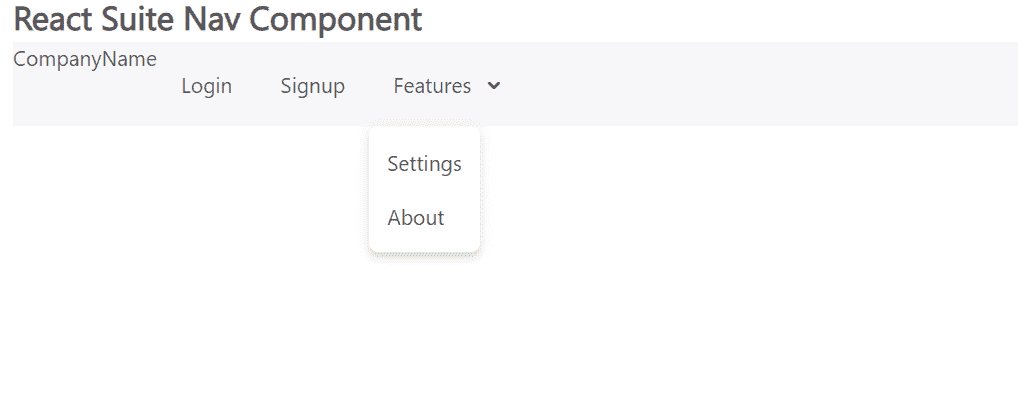 React Suite Nav Component
CompanyName
Login Signup Features
Settings
About